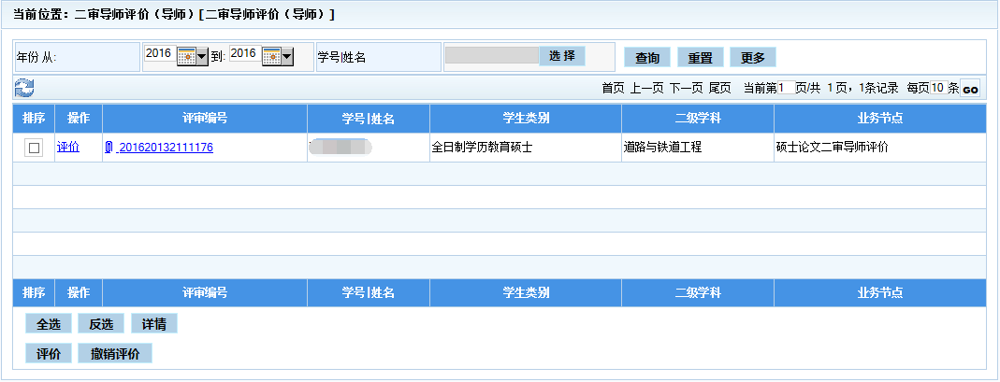 当前位置：二审导师评价（导师）[二审导师评价（导师）]
年份 从: 2016 到: 2016 学号|姓名 选 择 查询 重置 更多
首页 上一页 下一页 尾页 当前第1页/共 1 页，1条记录 每页10条GO
排序 操作 评审编号 学号|姓名 学生类别 二级学科 业务节点
评价 201620132111176 全日制学历教育硕士 道路与铁道工程 硕士论文二审导师评价
排序 操作 评审编号 学号|姓名 学生类别 二级学科 业务节点
全选 反选 详情
评价 撤销评价